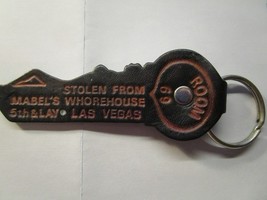 STOLEN FROM
MABEL'S WHOREHOUSE
5th & LAY · LAS VEGAS
ROOM
69